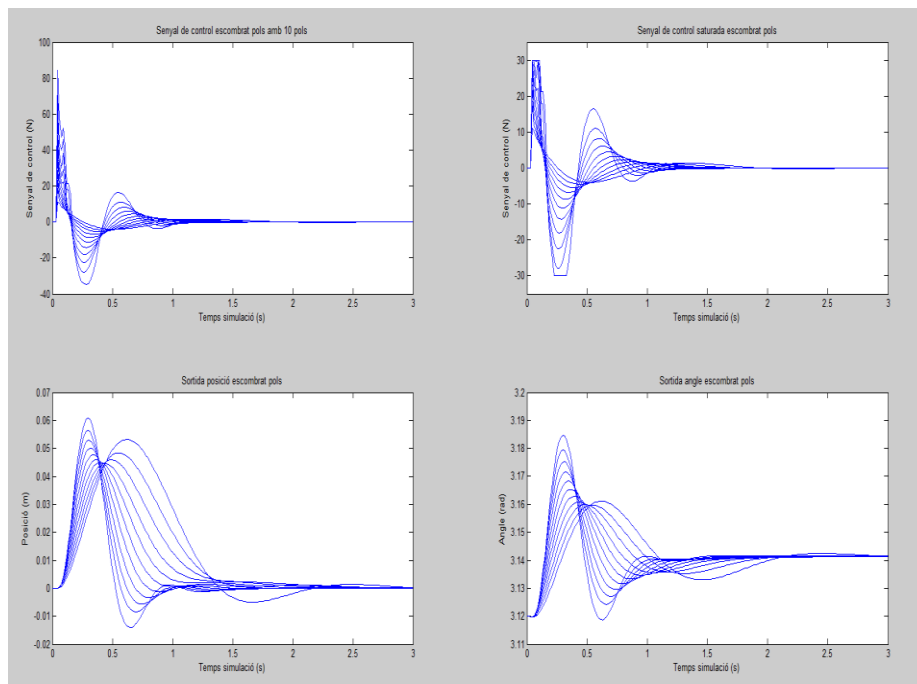 Senyal de control escombrat pols amb 10 pols
100
80
60
40
20
0
-20
-40
Senyal de control (N)
0 0.5 1 1.5 2 2.5 3
Temps simulació (s)
Senyal de control saturada escombrat pols
30
20
10
0
-10
-20
-30
Senyal de control (N)
0 0.5 1 1.5 2 2.5 3
Temps simulació (s)
Sortida posició escombrat pols
0.07
0.06
0.05
0.04
0.03
0.02
0.01
0
-0.01
-0.02
Posició (m)
0 0.5 1 1.5 2 2.5 3
Temps simulació (s)
Sortida angle escombrat pols
3.2
3.19
3.18
3.17
3.16
3.15
3.14
3.13
3.12
3.11
Angle (rad)
0 0.5 1 1.5 2 2.5 3
Temps simulació (s)